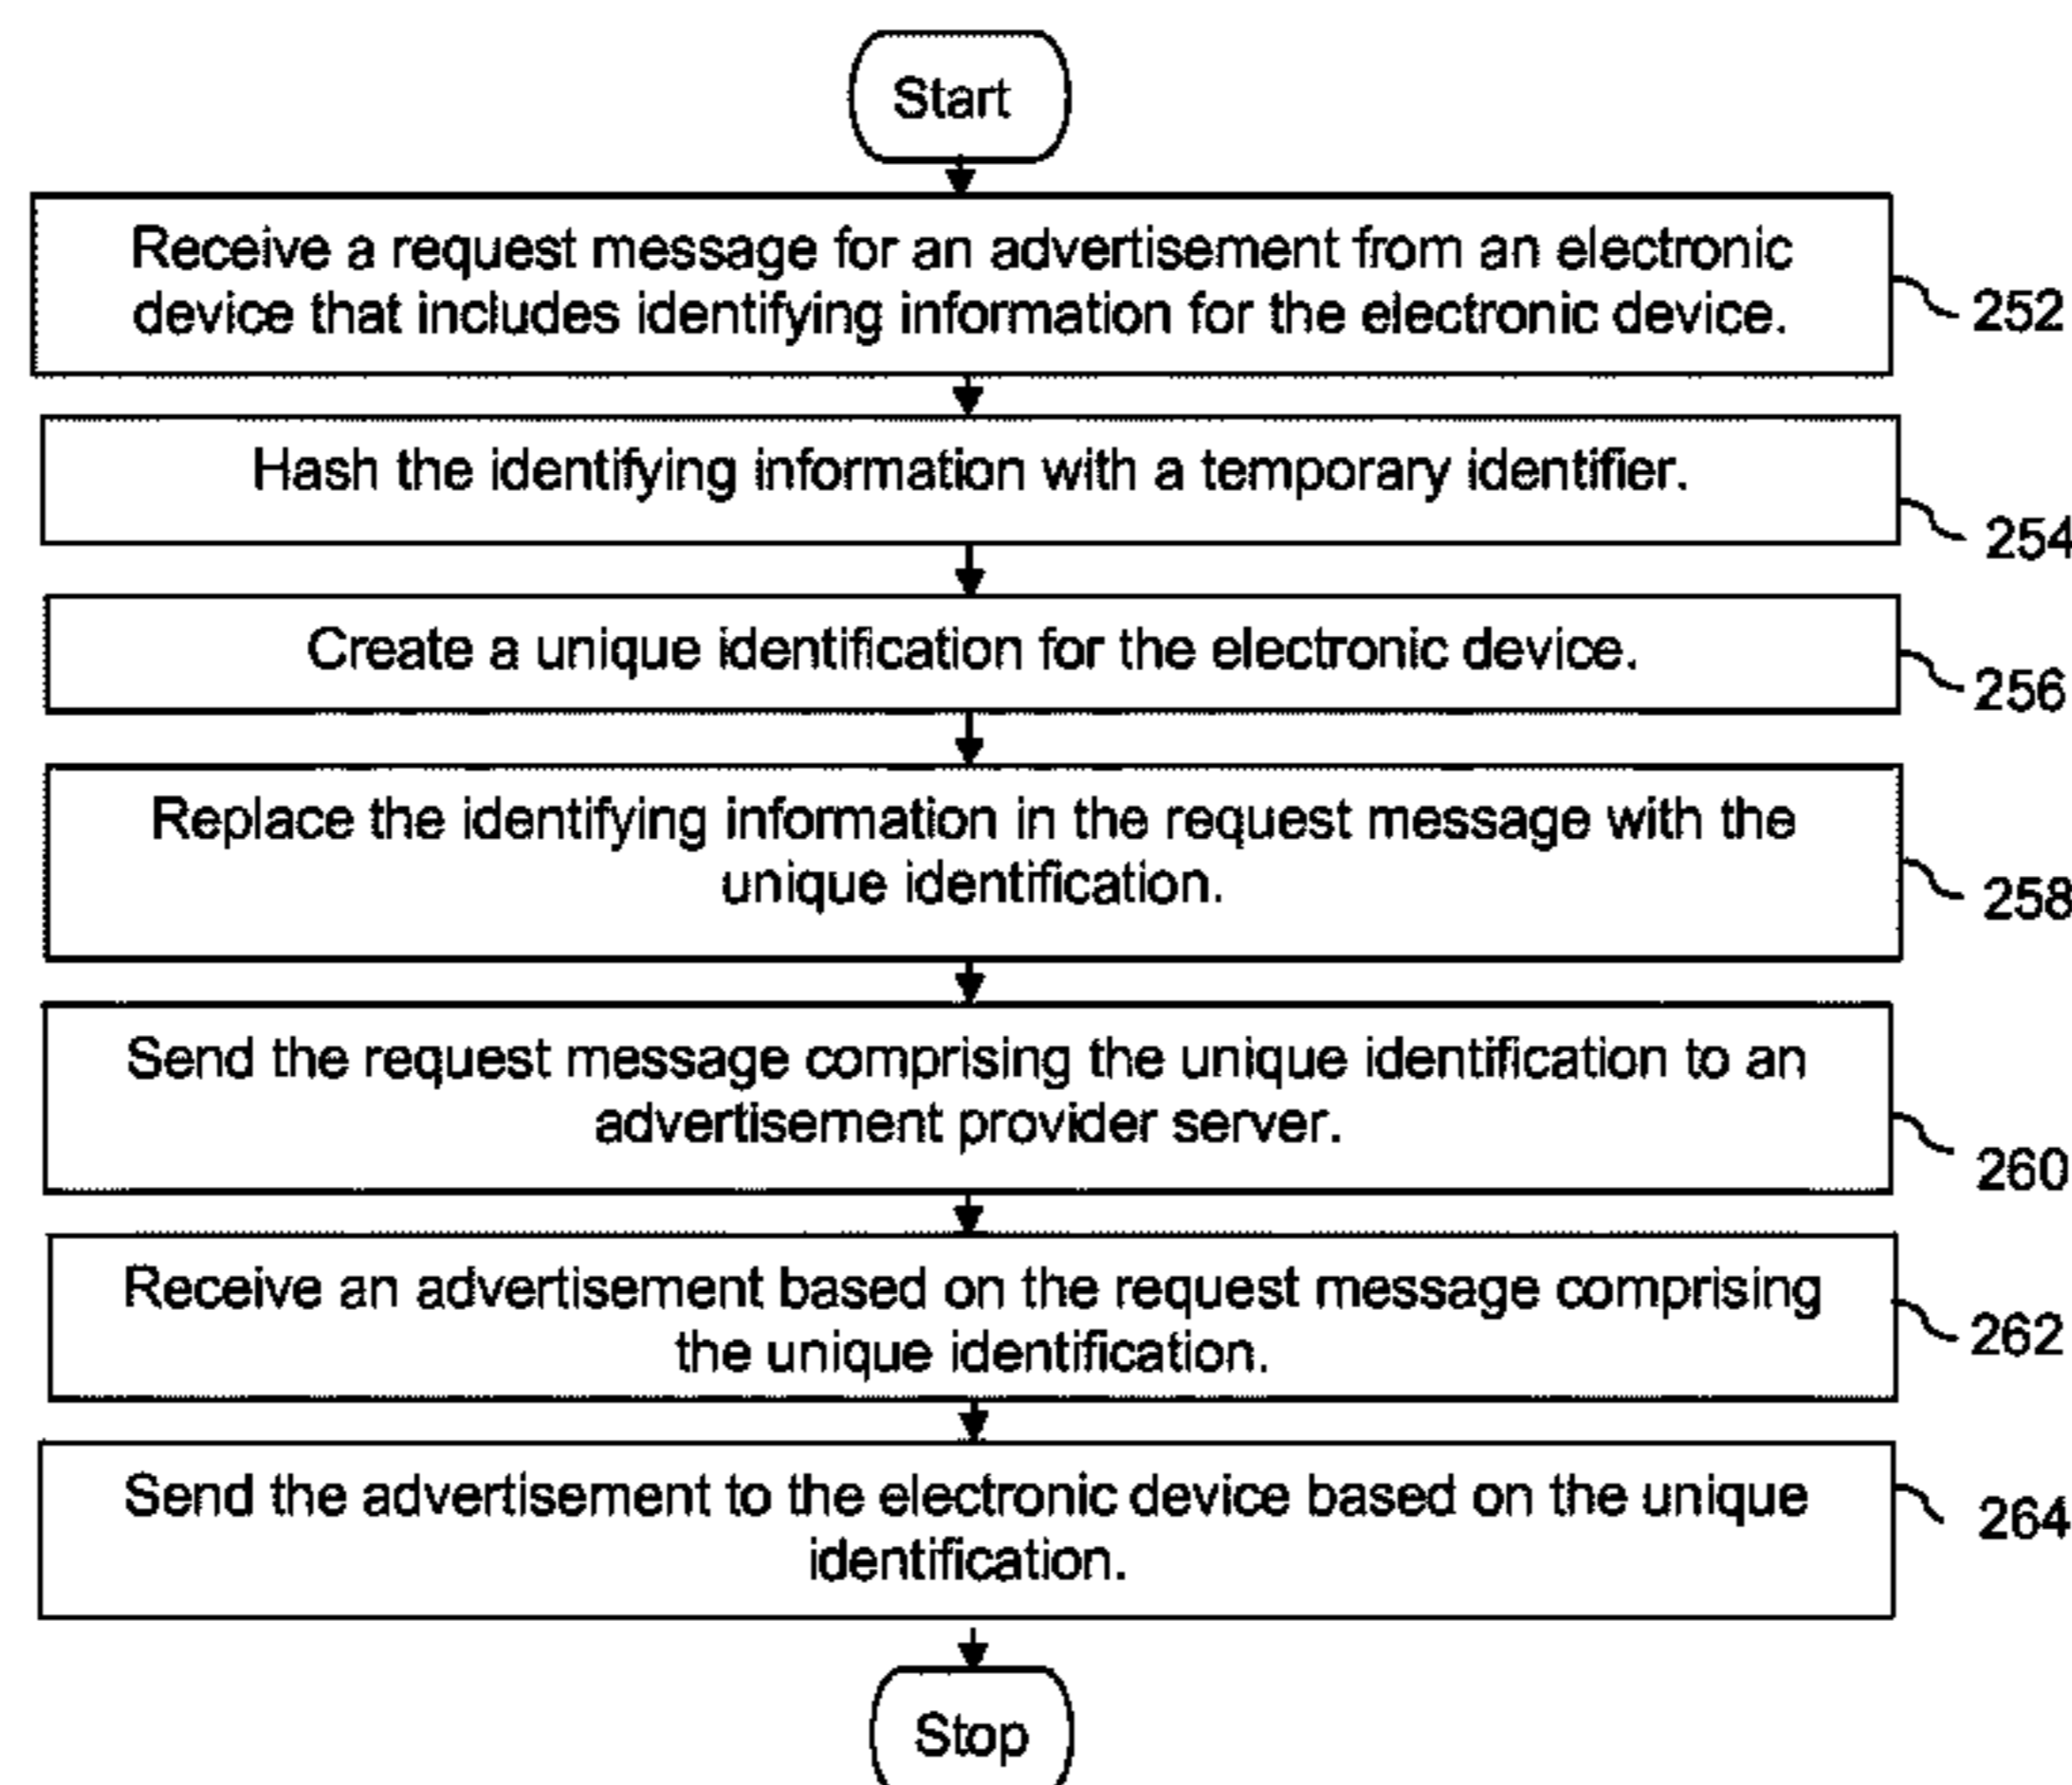 Start
Receive a request message for an advertisement from an electronic
device that includes identifying information for the electronic device.
252
Hash the identifying information with a temporary identifier.
254
Create a unique identification for the electronic device.
256
Replace the identifying information in the request message with the
unique identification.
258
Send the request message comprising the unique identification to an
advertisement provider server.
260
Receive an advertisement based on the request message comprising
the unique identification.
262
Send the advertisement to the electronic device based on the unique
identification.
264
Stop